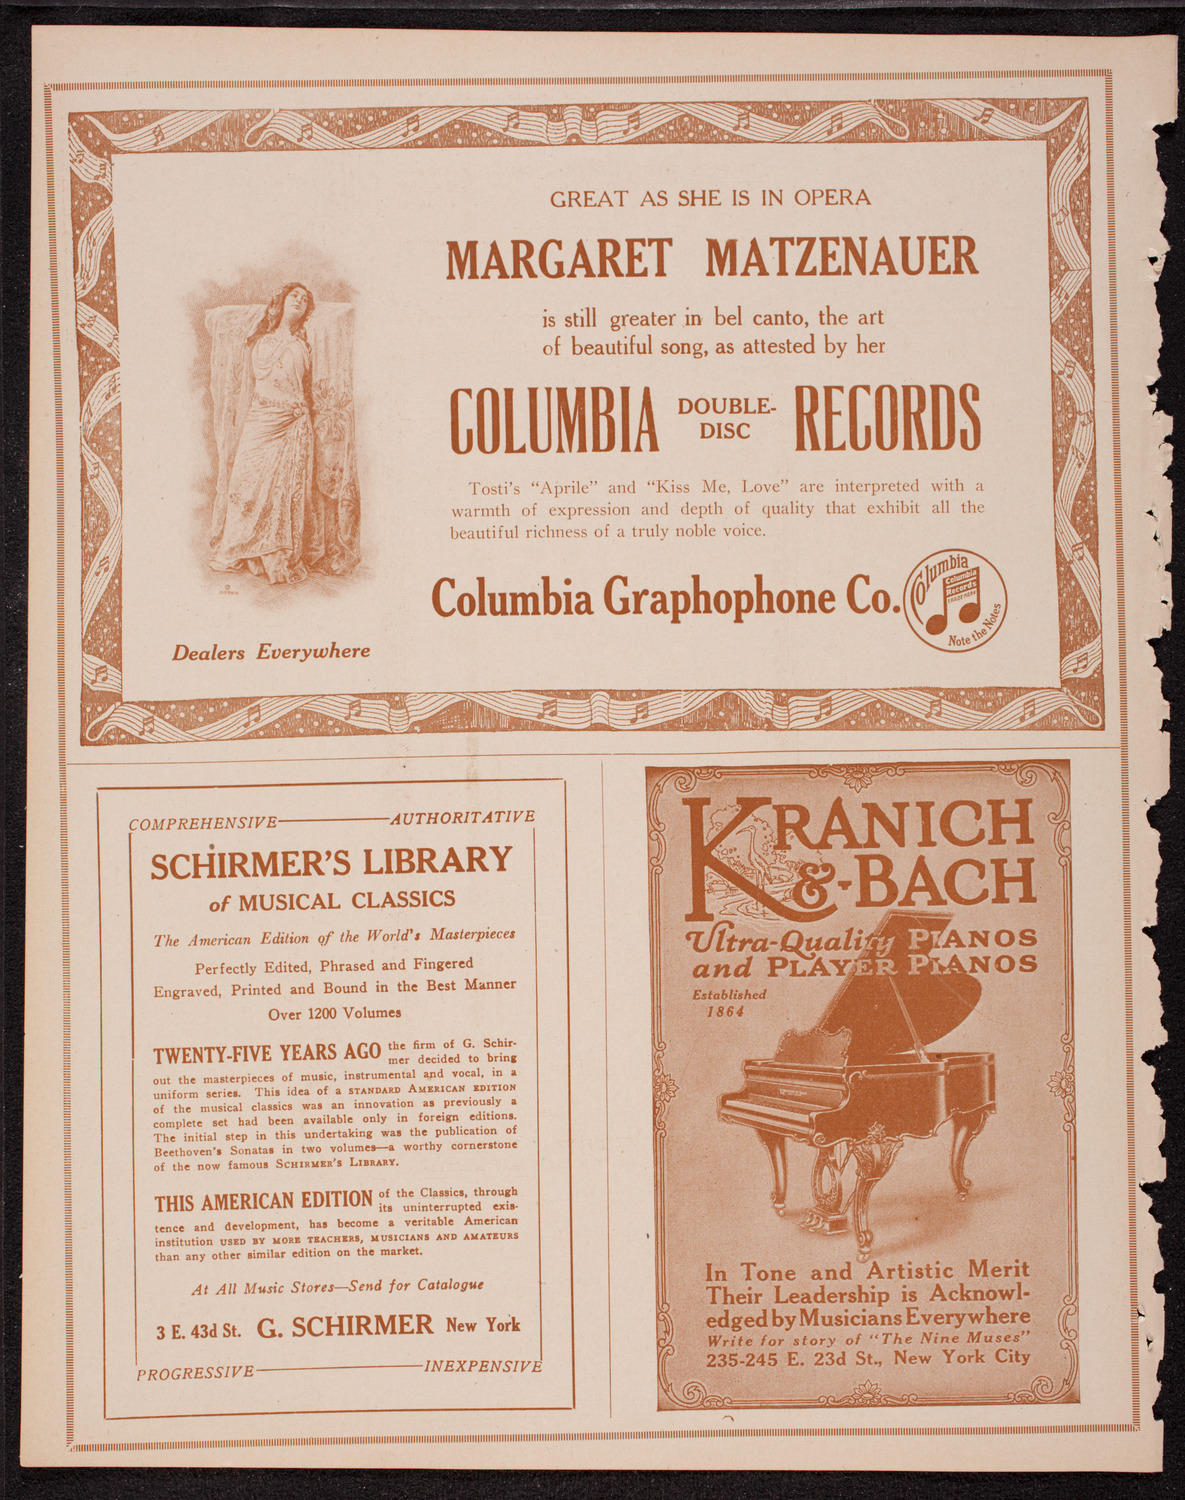 GREAT AS SHE IS IN OPERA
MARGARET MATZENAUER
is still greater in bel canto, the art
of beautiful song, as attested by her
COLUMBIA DOUBLE-
DISC RECORDS
Tosti's “Aprile” and “Kiss Me, Love” are interpreted with a
warmth of expression and depth of quality that exhibit all the
beautiful richness of a truly noble voice.
Columbia Graphophone Co.
Columbia
Columbia
Records
TRADE MARK
Note the Notes
Dealers Everywhere
COMPREHENSIVE—AUTHORITATIVE
SCHIRMER'S LIBRARY
of MUSICAL CLASSICS
The American Edition of the World's Masterpieces
Perfectly Edited, Phrased and Fingered
Engraved, Printed and Bound in the Best Manner
Over 1200 Volumes
TWENTY-FIVE YEARS AGO the firm of G. Schir-
mer decided to bring
out the masterpieces of music, instrumental and vocal, in a
uniform series. This idea of a STANDARD AMERICAN EDITION
of the musical classics was an innovation as previously a
complete set had been available only in foreign editions.
The initial step in this undertaking was the publication of
Beethoven's Sonatas in two volumes—a worthy cornerstone
of the now famous SCHIRMER'S LIBRARY.
THIS AMERICAN EDITION of the Classics, through
its uninterrupted exis-
tence and development, has become a veritable American
institution USED BY MORE TEACHERS, MUSICIANS AND AMATEURS
than any other similar edition on the market.
At All Music Stores—Send for Catalogue
3 E. 43d St. G. SCHIRMER New York
PROGRESSIVE—INEXPENSIVE
KRANICH
&-BACH
Ultra-Quality PIANOS
and PLAYER PIANOS
Established
1864
In Tone and Artistic Merit
Their Leadership is Acknowl-
edged by Musicians Everywhere
Write for story of “The Nine Muses”
235-245 E. 23d St., New York City